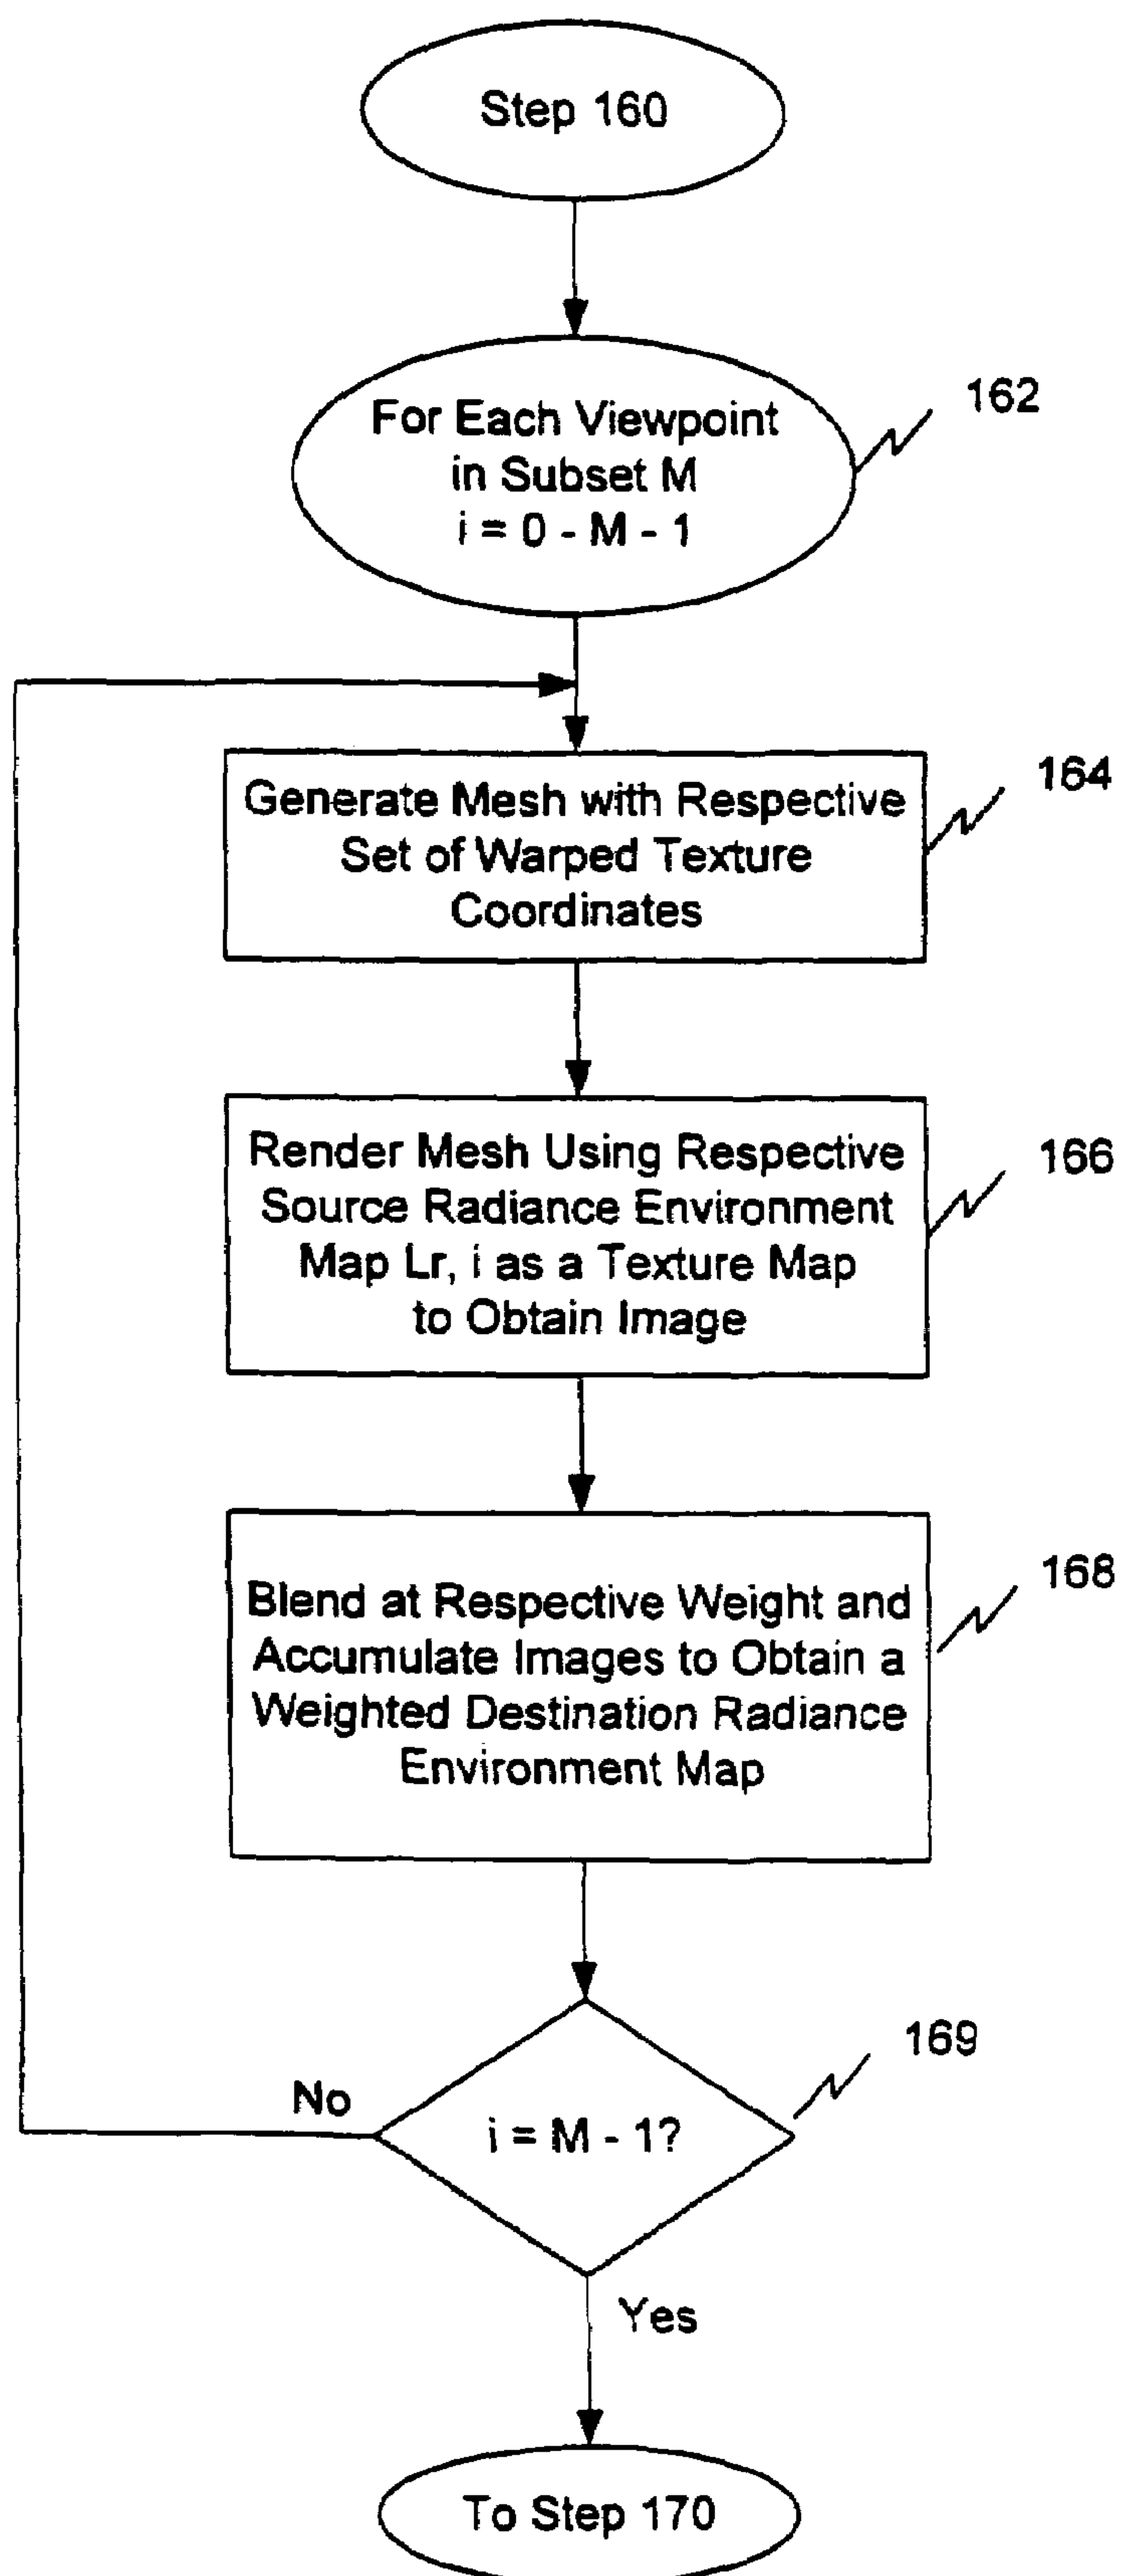 Step 160
For Each Viewpoint
in Subset M
i = 0 - M - 1
162
Generate Mesh with Respective
Set of Warped Texture
Coordinates
164
Render Mesh Using Respective
Source Radiance Environment
Map Lr, i as a Texture Map
to Obtain Image
166
Blend at Respective Weight and
Accumulate Images to Obtain a
Weighted Destination Radiance
Environment Map
168
i = M - 1?
169
No
Yes
To Step 170